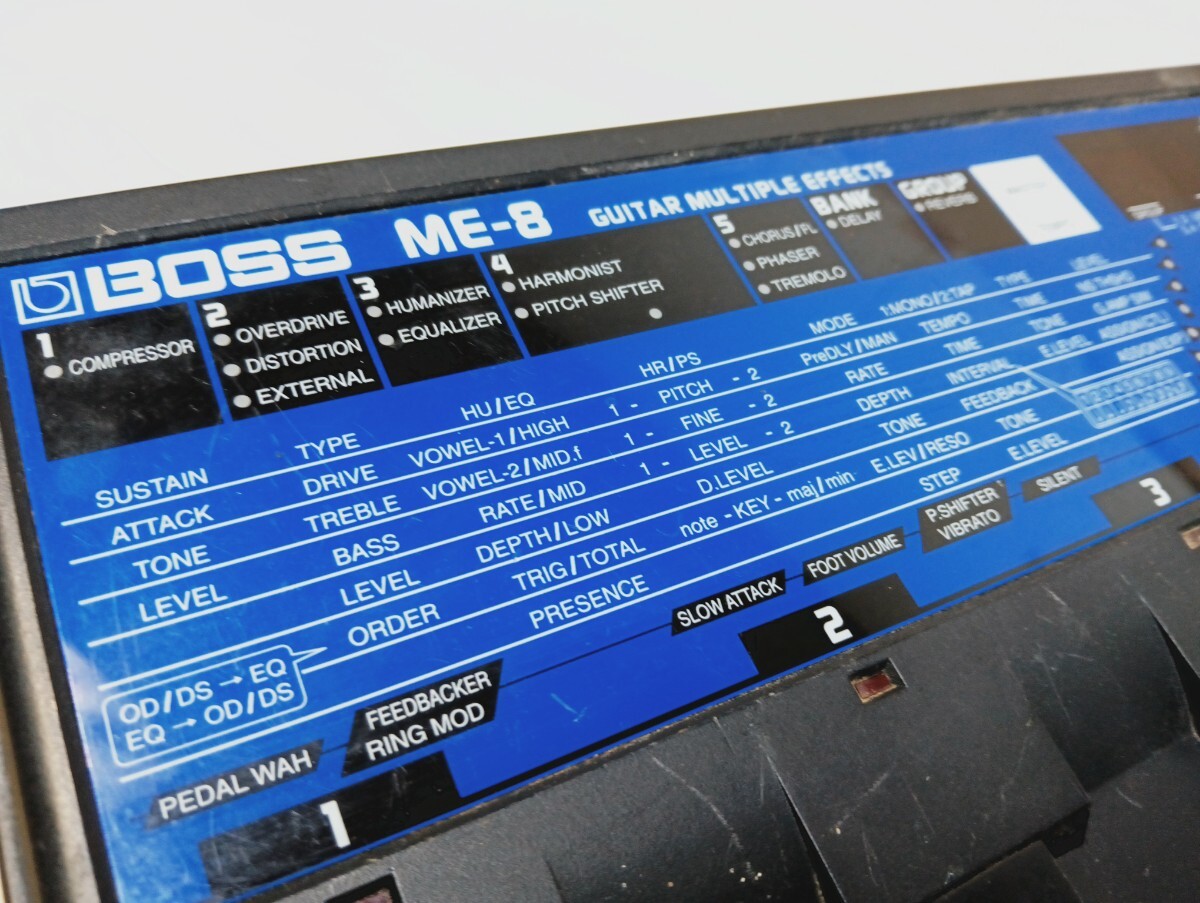 BOSS ME-8 GUITAR MULTIPLE EFFECTS
1 COMPRESSOR
2 OVERDRIVE
DISTORTION
EXTERNAL
3 HUMANIZER
EQUALIZER
4 HARMONIST
PITCH SHIFTER
5 CHORUS/FL
PHASER
TREMOLO
BANK
DELAY
GROUP
REVERB
SUSTAIN TYPE HU/EQ HR/PS MODE 1:MONO/2:TAP TYPE LEVEL
ATTACK DRIVE VOWEL-1/HIGH 1 - PITCH - 2 PreDLY/MAN TEMPO TIME
TONE TREBLE VOWEL-2/MID.f 1 - FINE - 2 RATE TIME TONE
LEVEL BASS RATE/MID 1 - LEVEL - 2 DEPTH INTERVAL E.LEVEL
LEVEL DEPTH/LOW D.LEVEL TONE FEEDBACK
ORDER TRIG/TOTAL note - KEY - maj/min E.LEV/RESO TONE
PRESENCE STEP E.LEVEL
OD/DS → EQ
EQ → OD/DS
PEDAL WAH
FEEDBACKER
RING MOD
SLOW ATTACK
FOOT VOLUME
P.SHIFTER
VIBRATO
SILENT
1
2
3